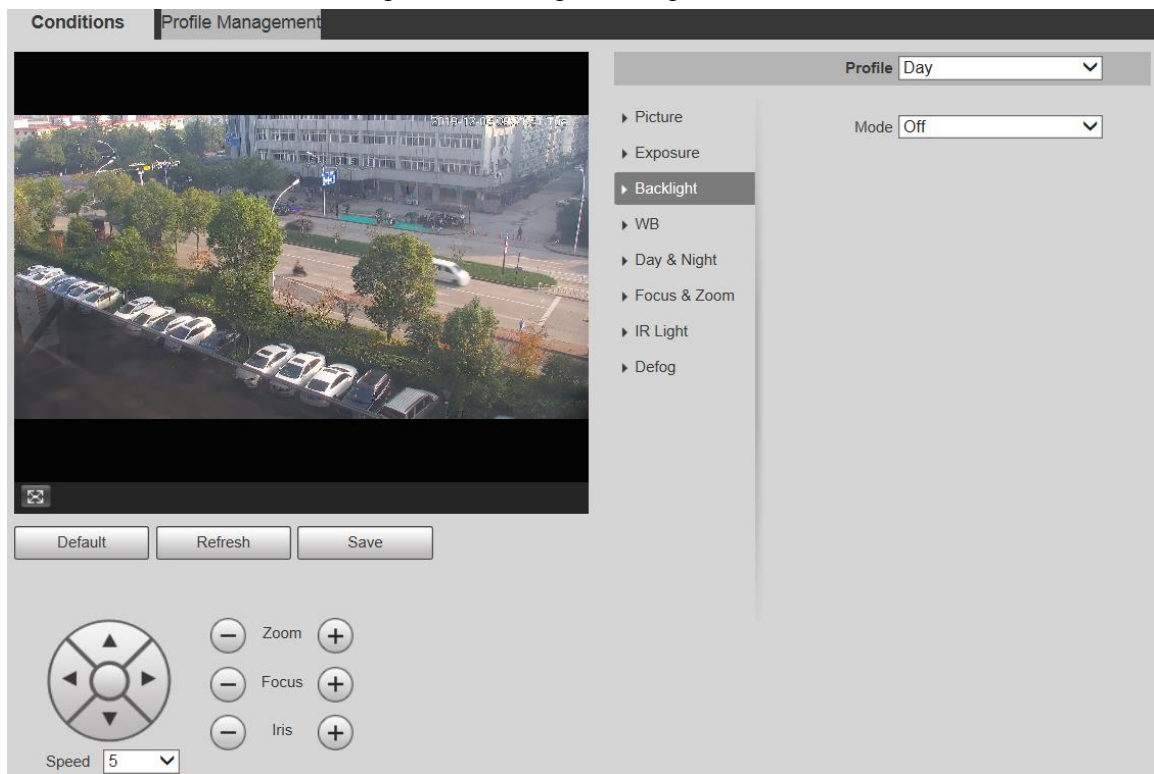 Conditions Profile Management
Profile Day
Picture
Mode Off
Exposure
Backlight
WB
Day & Night
Focus & Zoom
IR Light
Defog
Default Refresh Save
Zoom
Focus
Iris
Speed 5